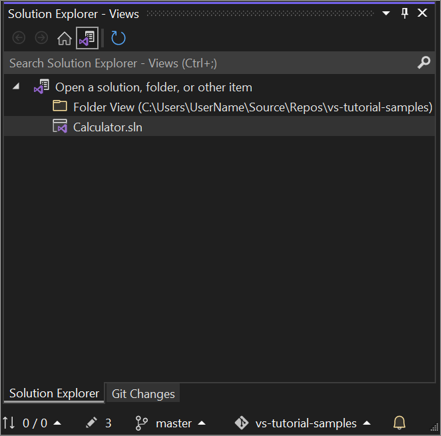 Solution Explorer - Views
Search Solution Explorer - Views (Ctrl+;)
Open a solution, folder, or other item
Folder View (C:\Users\UserName\Source\Repos\vs-tutorial-samples)
Calculator.sln
Solution Explorer Git Changes
0 / 0 3 master vs-tutorial-samples